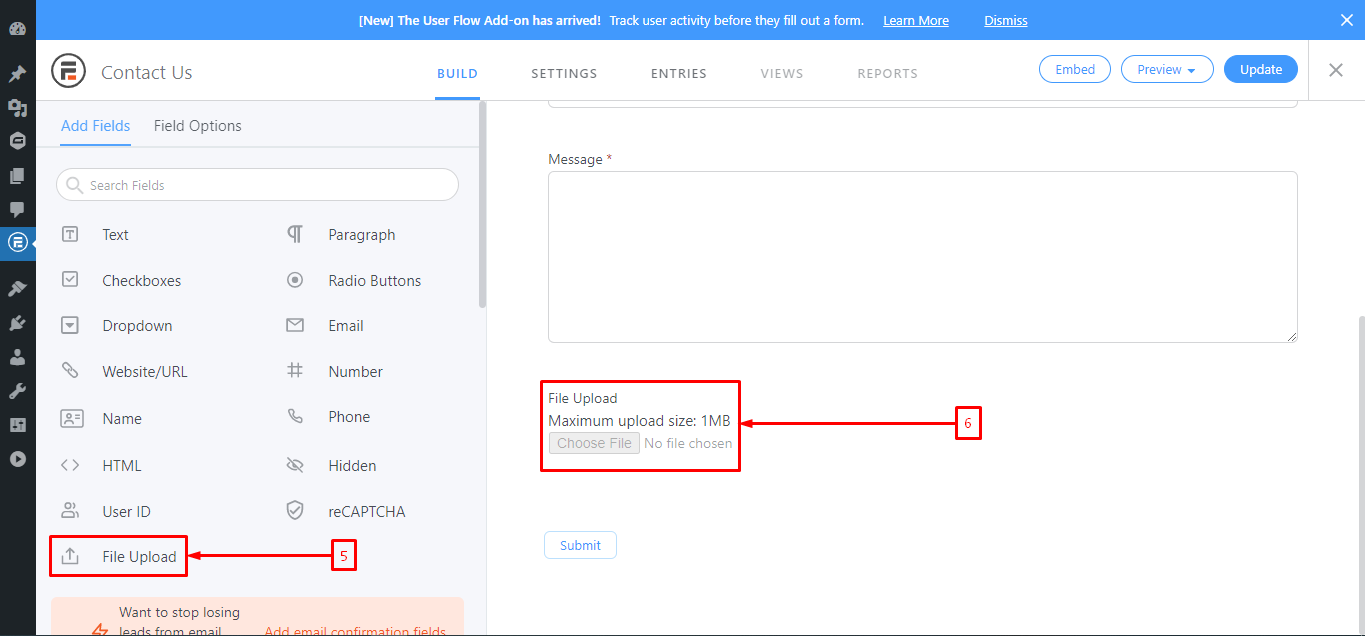 [New] The User Flow Add-on has arrived! Track user activity before they fill out a form. Learn More Dismiss
Contact Us
BUILD SETTINGS ENTRIES VIEWS REPORTS
Embed Preview Update
Add Fields Field Options
Search Fields
Text Paragraph
Checkboxes Radio Buttons
Dropdown Email
Website/URL Number
Name Phone
HTML Hidden
User ID reCAPTCHA
File Upload
5
Want to stop losing
leads from email
Add email confirmation fields
Message *
File Upload
Maximum upload size: 1MB
Choose File No file chosen
6
Submit